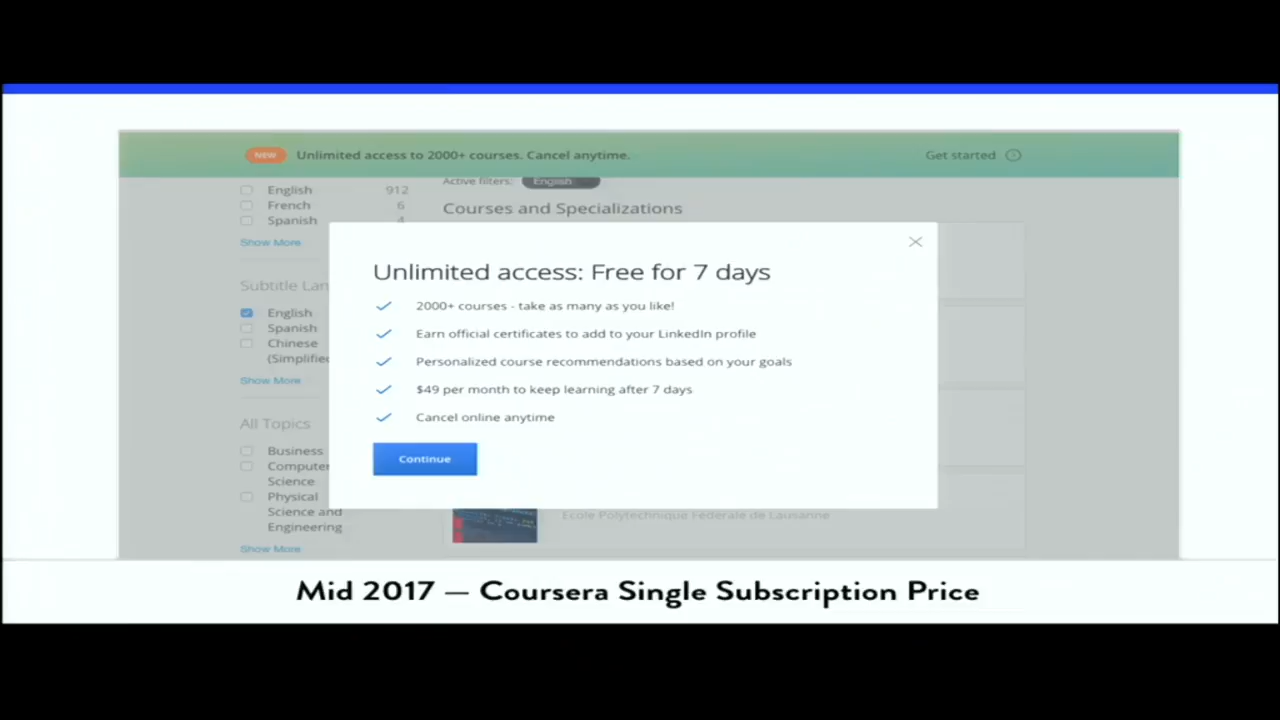 NEW Unlimited access to 2000+ courses. Cancel anytime. Get started
English 912
French 6
Spanish 4
Show More
Subtitle Lan
English
Spanish
Chinese
(Simplified
Show More
All Topics
Business
Computer
Science
Physical
Science and
Engineering
Show More
Active filters: English
Courses and Specializations
Unlimited access: Free for 7 days
2000+ courses - take as many as you like!
Earn official certificates to add to your LinkedIn profile
Personalized course recommendations based on your goals
$49 per month to keep learning after 7 days
Cancel online anytime
Continue
École Polytechnique Fédérale de Lausanne
Mid 2017 — Coursera Single Subscription Price